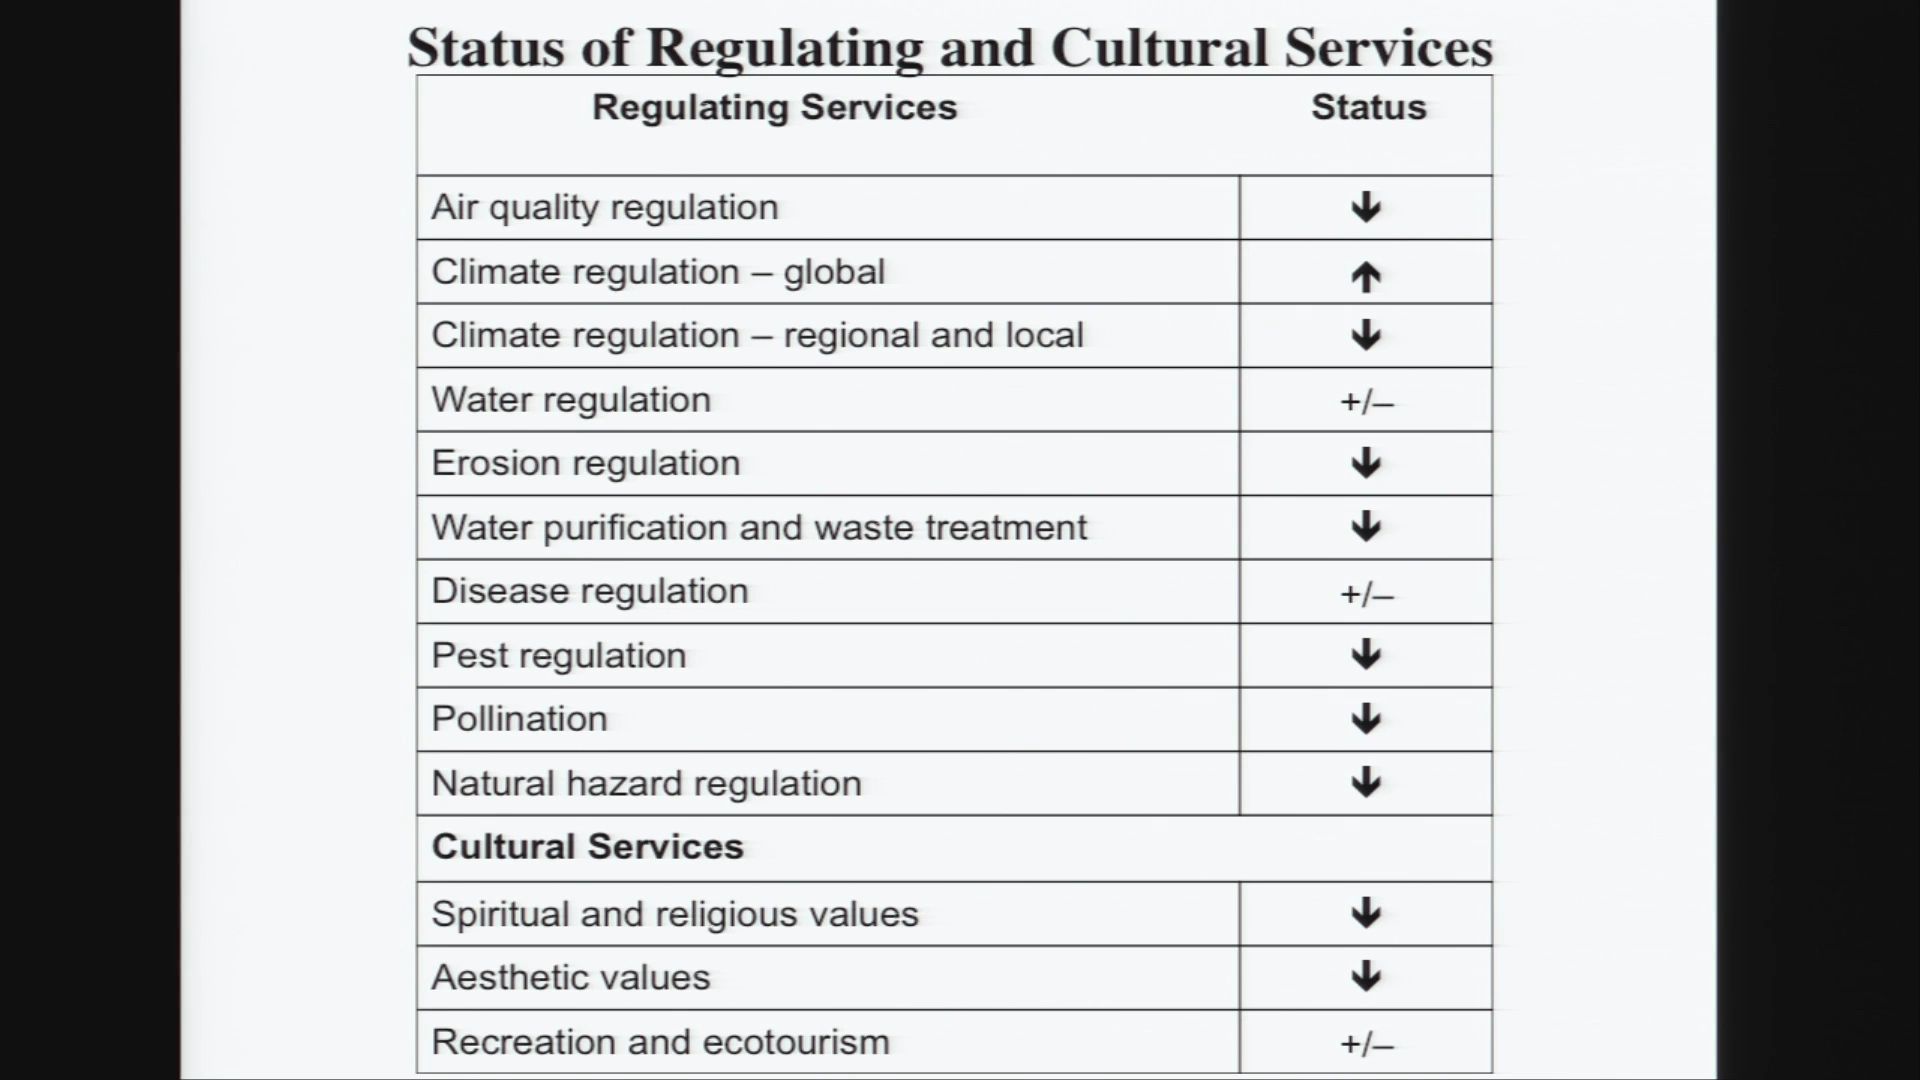 Status of Regulating and Cultural Services
Regulating Services Status
Air quality regulation ↓
Climate regulation – global ↑
Climate regulation – regional and local ↓
Water regulation +/–
Erosion regulation ↓
Water purification and waste treatment ↓
Disease regulation +/–
Pest regulation ↓
Pollination ↓
Natural hazard regulation ↓
Cultural Services
Spiritual and religious values ↓
Aesthetic values ↓
Recreation and ecotourism +/–